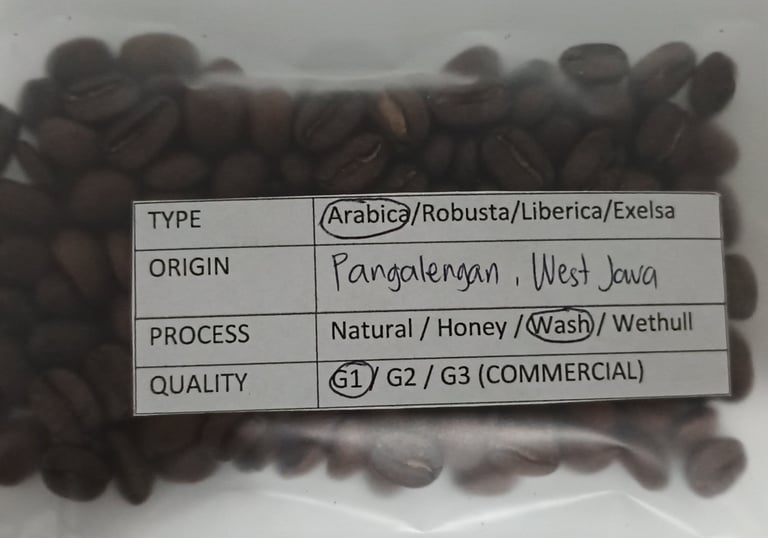 TYPE Arabica/Robusta/Liberica/Exelsa
ORIGIN Pangalengan, West Java
PROCESS Natural / Honey / Wash / Wethull
QUALITY G1 / G2 / G3 (COMMERCIAL)